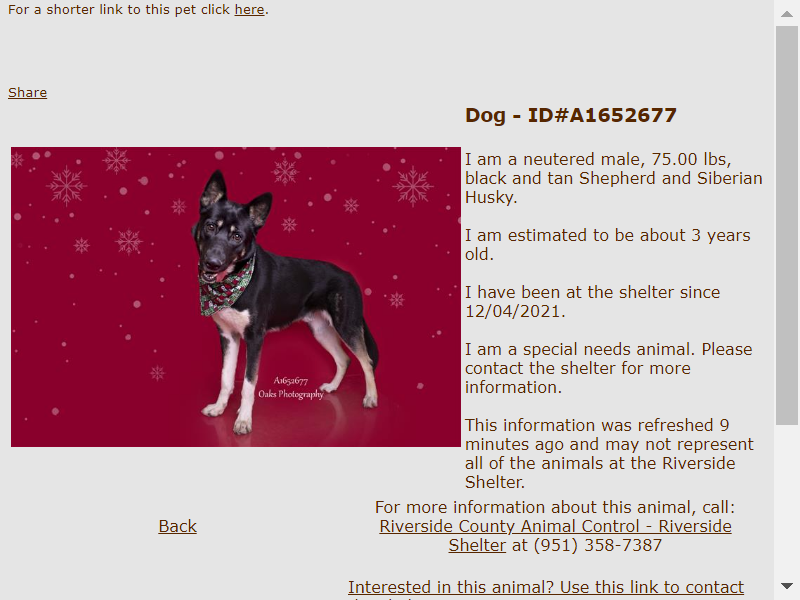 For a shorter link to this pet click here.
Share
Dog - ID#A1652677
I am a neutered male, 75.00 lbs,
black and tan Shepherd and Siberian
Husky.
I am estimated to be about 3 years
old.
I have been at the shelter since
12/04/2021.
I am a special needs animal. Please
contact the shelter for more
information.
This information was refreshed 9
minutes ago and may not represent
all of the animals at the Riverside
Shelter.
A1652677
Oaks Photography
Back
For more information about this animal, call:
Riverside County Animal Control - Riverside
Shelter at (951) 358-7387
Interested in this animal? Use this link to contact